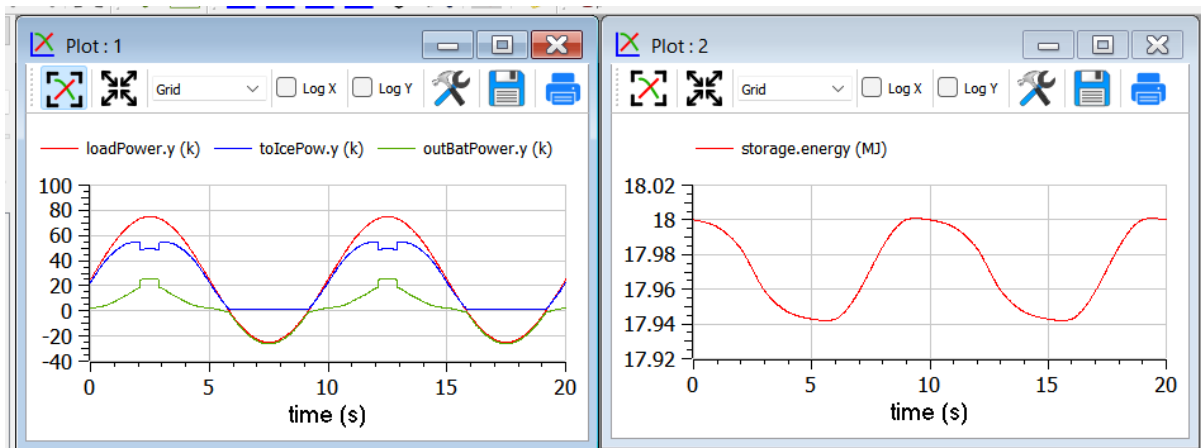 Plot : 1
Grid
Log X
Log Y
loadPower.y (k)
toIcePow.y (k)
outBatPower.y (k)
100
80
60
40
20
0
-20
-40
0
5
10
15
20
time (s)
Plot : 2
Grid
Log X
Log Y
storage.energy (MJ)
18.02
18
17.98
17.96
17.94
17.92
0
5
10
15
20
time (s)